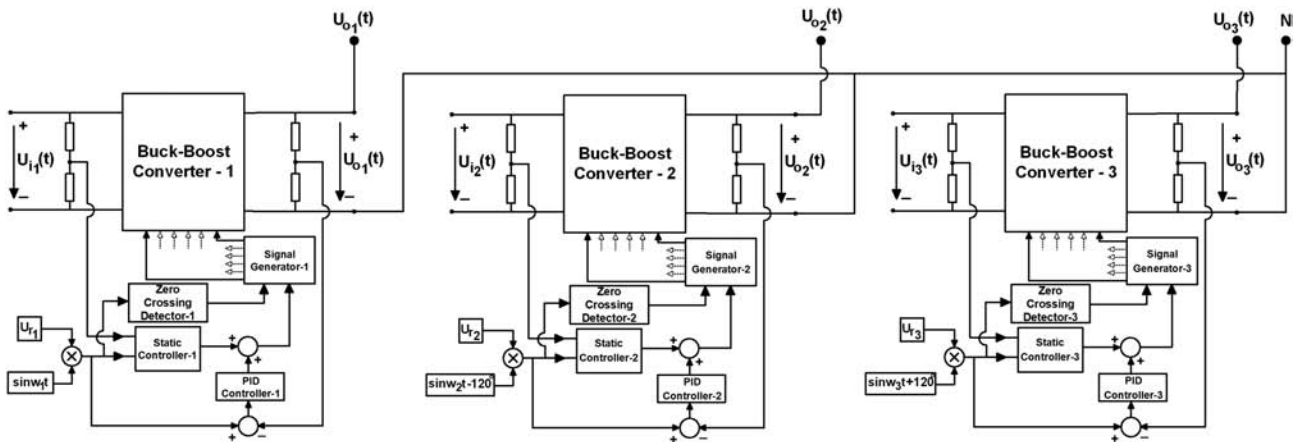 Uo1(t)
Uo2(t)
Uo3(t)
N
+
Ui1(t)
−
Buck-Boost
Converter - 1
+
Uo1(t)
−
Signal
Generator-1
Zero
Crossing
Detector-1
Ur1
×
sinw1t
Static
Controller-1
+
+
PID
Controller-1
+
−
+
Ui2(t)
−
Buck-Boost
Converter - 2
+
Uo2(t)
−
Signal
Generator-2
Zero
Crossing
Detector-2
Ur2
×
sinw2t-120°
Static
Controller-2
+
+
PID
Controller-2
+
−
+
Ui3(t)
−
Buck-Boost
Converter - 3
+
Uo3(t)
−
Signal
Generator-3
Zero
Crossing
Detector-3
Ur3
×
sinw3t+120°
Static
Controller-3
+
+
PID
Controller-3
+
−